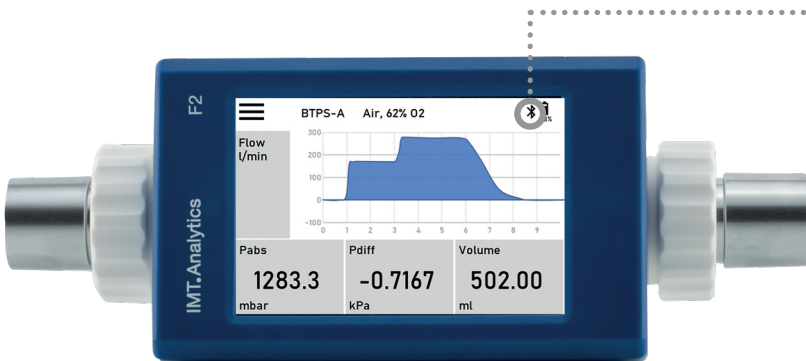 F2
IMT.Analytics
BTPS-A Air, 62% O2
Flow
l/min
300
200
100
0
-100
0 1 2 3 4 5 6 7 8 9
Pabs
1283.3
mbar
Pdiff
-0.7167
kPa
Volume
502.00
ml